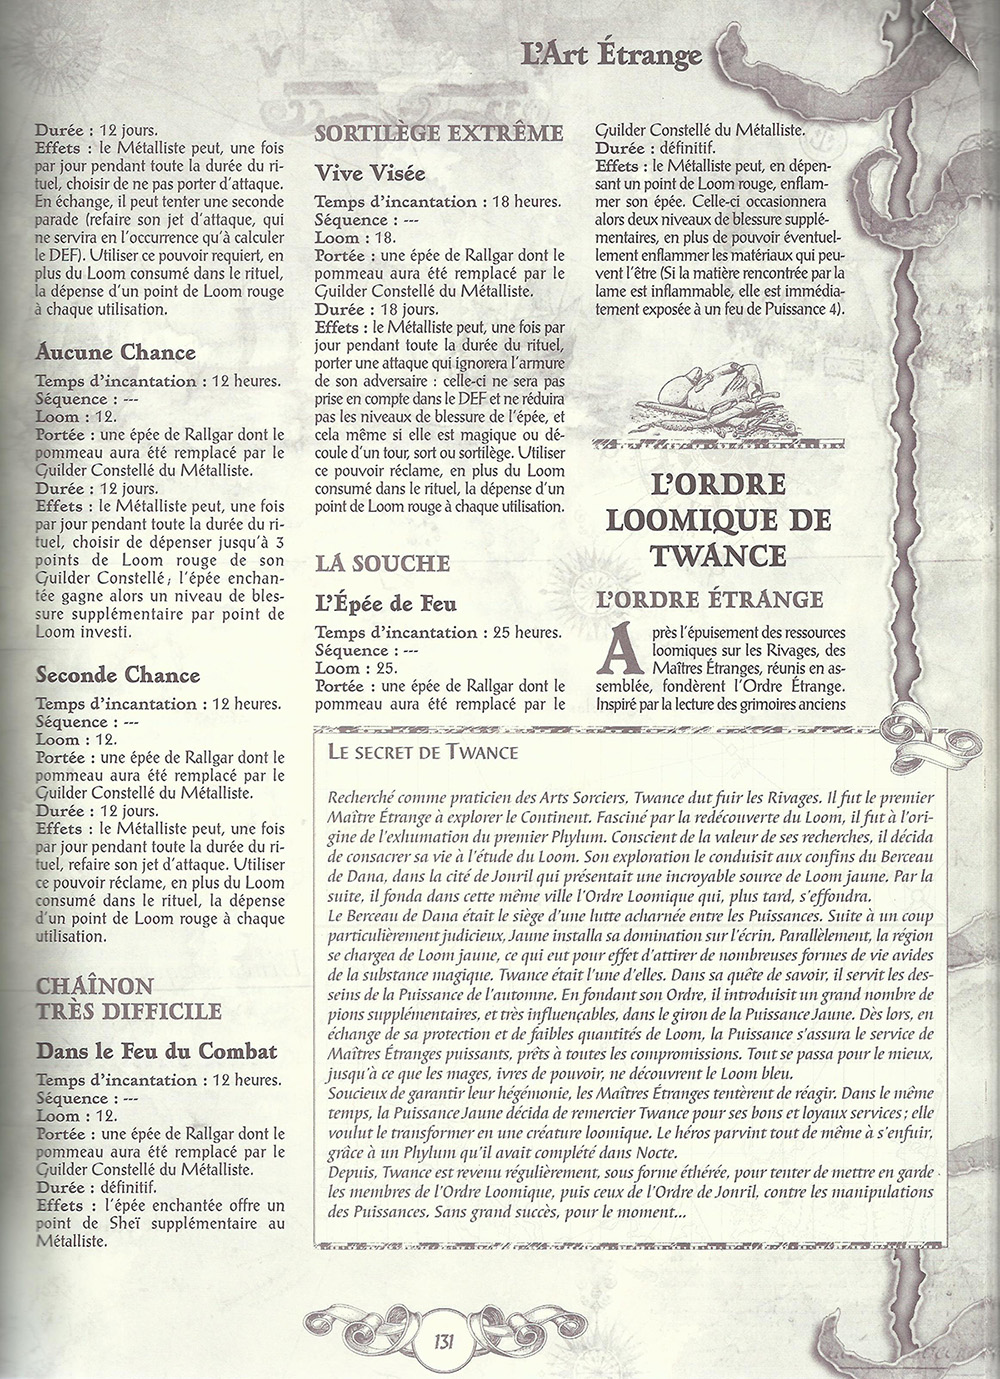 L'Art Étrange
Durée : 12 jours.
Effets : le Métalliste peut, une fois
par jour pendant toute la durée du ri-
tuel, choisir de ne pas porter d'attaque.
En échange, il peut tenter une seconde
parade (refaire son jet d'attaque, qui
ne servira en l'occurrence qu'à calculer
le DEF). Utiliser ce pouvoir requiert, en
plus du Loom consumé dans le rituel,
la dépense d'un point de Loom rouge
à chaque utilisation.
Aucune Chance
Temps d'incantation : 12 heures.
Séquence : ---
Loom : 12.
Portée : une épée de Rallgar dont le
pommeau aura été remplacé par le
Guilder Constellé du Métalliste.
Durée : 12 jours.
Effets : le Métalliste peut, une fois
par jour pendant toute la durée du ri-
tuel, choisir de dépenser jusqu'à 3
points de Loom rouge de son
Guilder Constellé ; l'épée enchan-
tée gagne alors un niveau de bles-
sure supplémentaire par point de
Loom investi.
Seconde Chance
Temps d'incantation : 12 heures.
Séquence : ---
Loom : 12.
Portée : une épée de Rallgar dont le
pommeau aura été remplacé par le
Guilder Constellé du Métalliste.
Durée : 12 jours.
Effets : le Métalliste peut, une fois
par jour pendant toute la durée du ri-
tuel, refaire son jet d'attaque. Utiliser
ce pouvoir réclame, en plus du Loom
consumé dans le rituel, la dépense
d'un point de Loom rouge à chaque
utilisation.
CHAÎNON
TRÈS DIFFICILE
Dans le Feu du Combat
Temps d'incantation : 12 heures.
Séquence : ---
Loom : 12.
Portée : une épée de Rallgar dont le
pommeau aura été remplacé par le
Guilder Constellé du Métalliste.
Durée : définitif.
Effets : l'épée enchantée offre un
point de Sheï supplémentaire au
Métalliste.
SORTILÈGE EXTRÊME
Vive Visée
Temps d'incantation : 18 heures.
Séquence : ---
Loom : 18.
Portée : une épée de Rallgar dont le
pommeau aura été remplacé par le
Guilder Constellé du Métalliste.
Durée : 18 jours.
Effets : le Métalliste peut, une fois par
jour pendant toute la durée du rituel,
porter une attaque qui ignorera l'armure
de son adversaire : celle-ci ne sera pas
prise en compte dans le DEF et ne réduira
pas les niveaux de blessure de l'épée, et
cela même si elle est magique ou dé-
coule d'un tour, sort ou sortilège. Utiliser
ce pouvoir réclame, en plus du Loom
consumé dans le rituel, la dépense d'un
point de Loom rouge à chaque utilisation.
LA SOUCHE
L'Épée de Feu
Temps d'incantation : 25 heures.
Séquence : ---
Loom : 25.
Portée : une épée de Rallgar dont le
pommeau aura été remplacé par le
Guilder Constellé du Métalliste.
Durée : définitif.
Effets : le Métalliste peut, en dépen-
sant un point de Loom rouge, enflam-
mer son épée. Celle-ci occasionnera
alors deux niveaux de blessure supplé-
mentaires, en plus de pouvoir éventuel-
lement enflammer les matériaux qui peu-
vent l'être (Si la matière rencontrée par la
lame est inflammable, elle est immédia-
tement exposée à un feu de Puissance 4).
L'ORDRE
LOOMIQUE DE
TWANCE
L'ORDRE ÉTRANGE
Après l'épuisement des ressources
loomiques sur les Rivages, des
Maîtres Étranges, réunis en as-
semblée, fondèrent l'Ordre Étrange.
Inspiré par la lecture des grimoires anciens
LE SECRET DE TWANCE
Recherché comme praticien des Arts Sorciers, Twance dut fuir les Rivages. Il fut le premier
Maître Étrange à explorer le Continent. Fasciné par la redécouverte du Loom, il fut à l'ori-
gine de l'exhumation du premier Phylum. Conscient de la valeur de ses recherches, il décida
de consacrer sa vie à l'étude du Loom. Son exploration le conduisit aux confins du Berceau
de Dana, dans la cité de Jonril qui présentait une incroyable source de Loom jaune. Par la
suite, il fonda dans cette même ville l'Ordre Loomique qui, plus tard, s'effondra.
Le Berceau de Dana était le siège d'une lutte acharnée entre les Puissances. Suite à un coup
particulièrement judicieux, Jaune installa sa domination sur l'écrin. Parallèlement, la région
se chargea de Loom jaune, ce qui eut pour effet d'attirer de nombreuses formes de vie avides
de la substance magique. Twance était l'une d'elles. Dans sa quête de savoir, il servit les des-
seins de la Puissance de l'automne. En fondant son Ordre, il introduisit un grand nombre de
pions supplémentaires, et très influençables, dans le giron de la Puissance Jaune. Dès lors, en
échange de sa protection et de faibles quantités de Loom, la Puissance s'assura le service de
Maîtres Étranges puissants, prêts à toutes les compromissions. Tout se passa pour le mieux,
jusqu'à ce que les mages, ivres de pouvoir, ne découvrent le Loom bleu.
Soucieux de garantir leur hégémonie, les Maîtres Étranges tentèrent de réagir. Dans le même
temps, la Puissance Jaune décida de remercier Twance pour ses bons et loyaux services ; elle
voulut le transformer en une créature loomique. Le héros parvint tout de même à s'enfuir,
grâce à un Phylum qu'il avait complété dans Nocte.
Depuis, Twance est revenu régulièrement, sous forme éthérée, pour tenter de mettre en garde
les membres de l'Ordre Loomique, puis ceux de l'Ordre de Jonril, contre les manipulations
des Puissances. Sans grand succès, pour le moment...
131